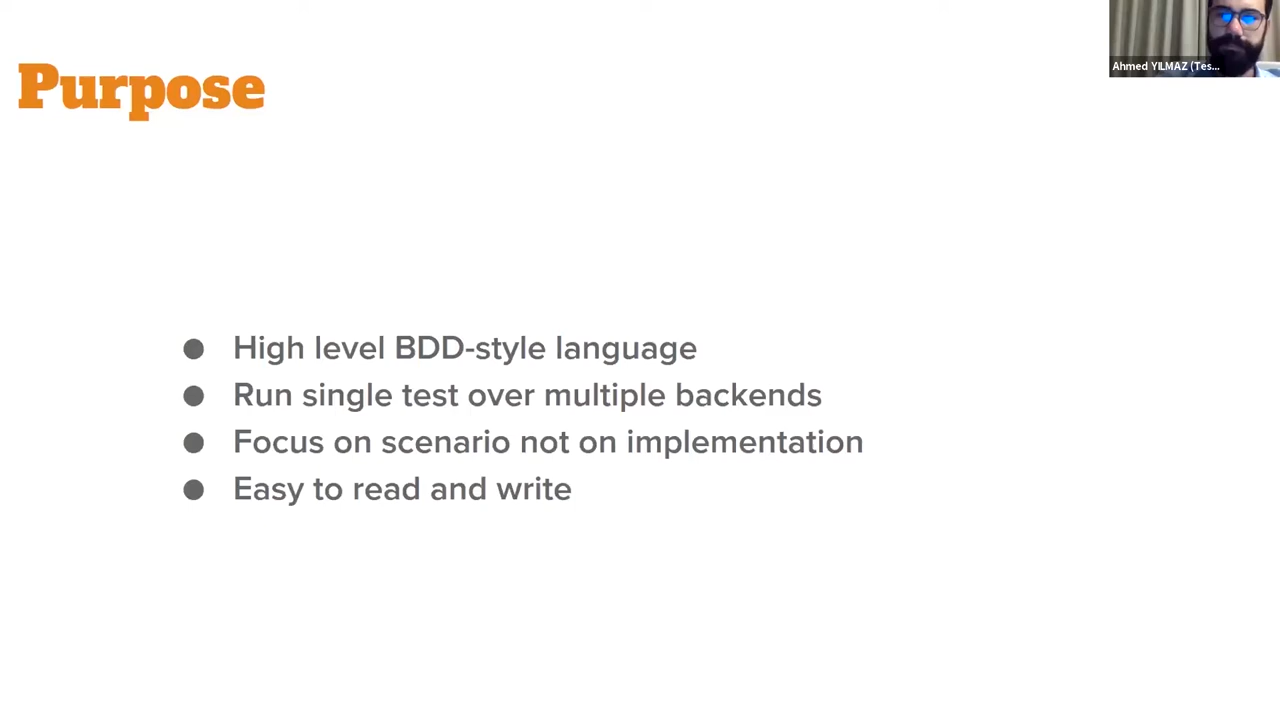 Purpose
Ahmed YILMAZ (Tes...
● High level BDD-style language
● Run single test over multiple backends
● Focus on scenario not on implementation
● Easy to read and write